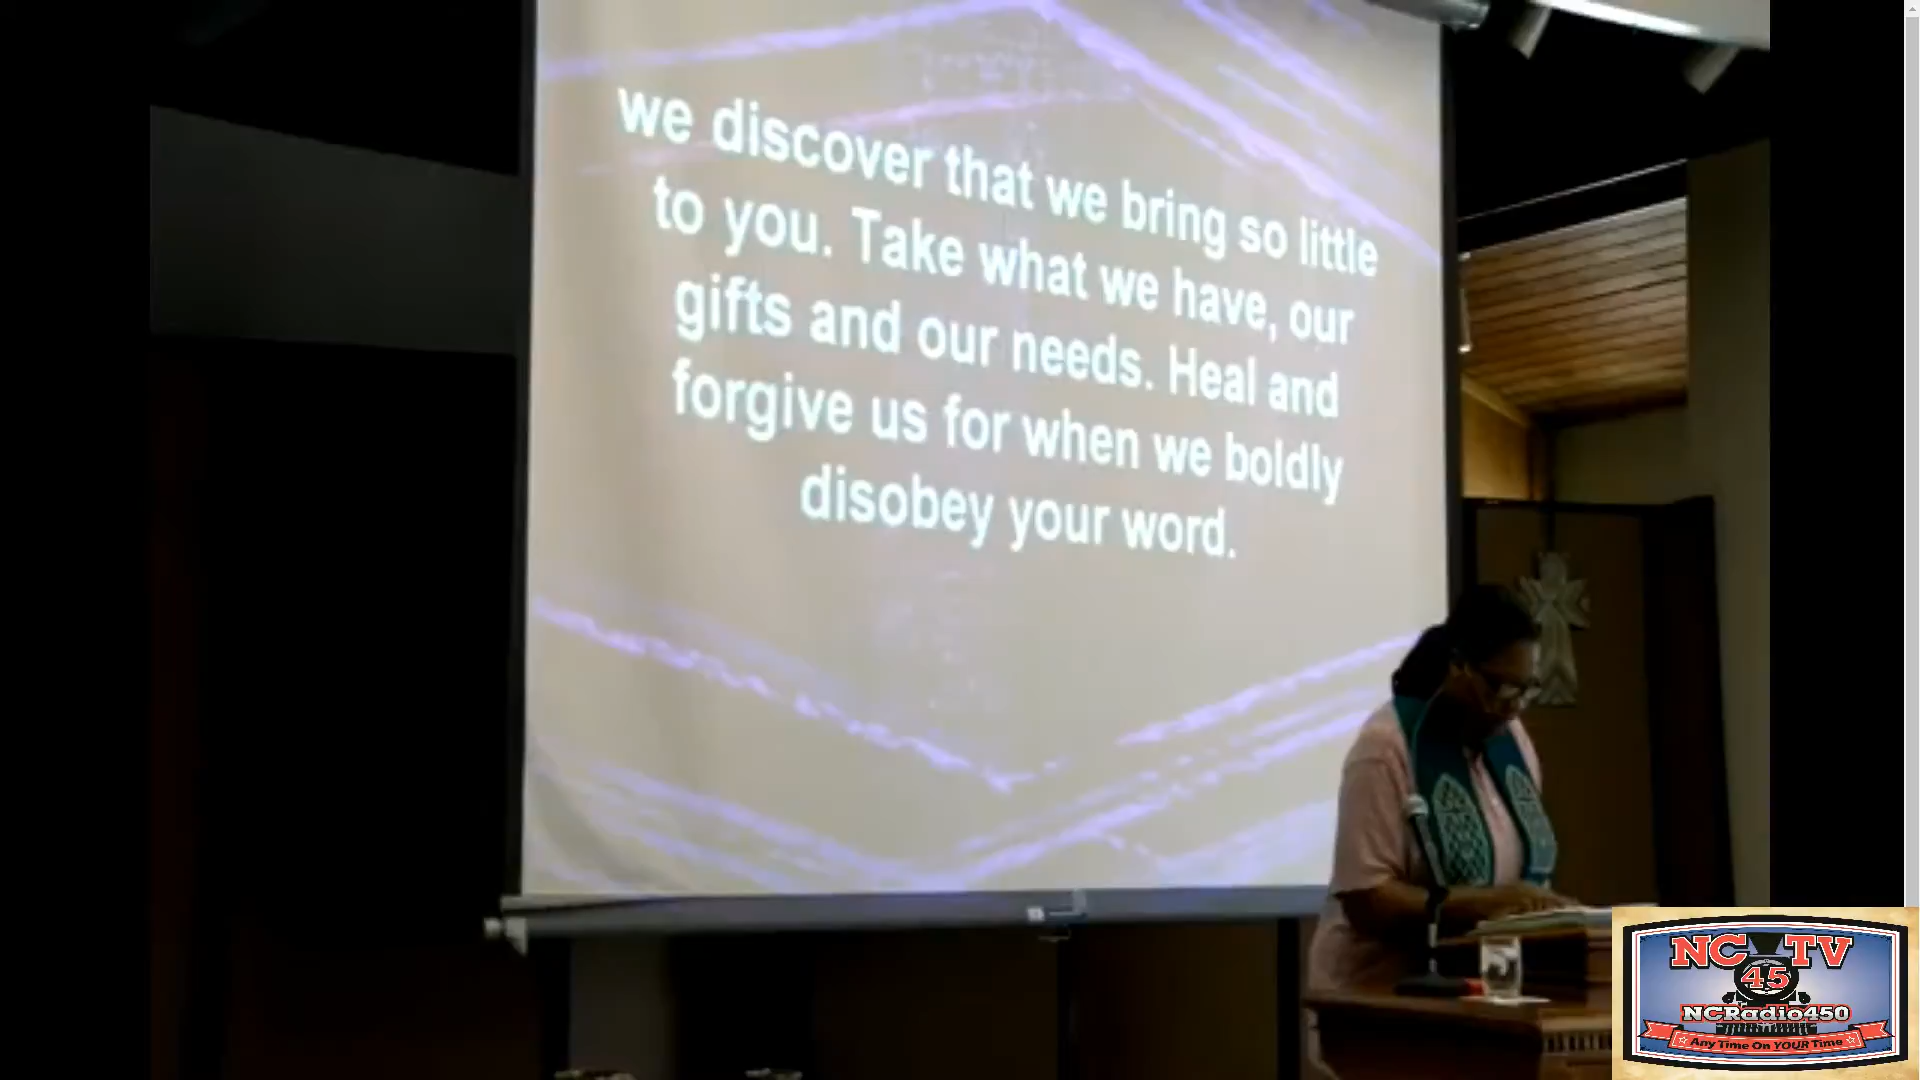 we discover that we bring so little
to you. Take what we have, our
gifts and our needs. Heal and
forgive us for when we boldly
disobey your word.
NC TV
45
NCRadio450
Any Time On YOUR Time